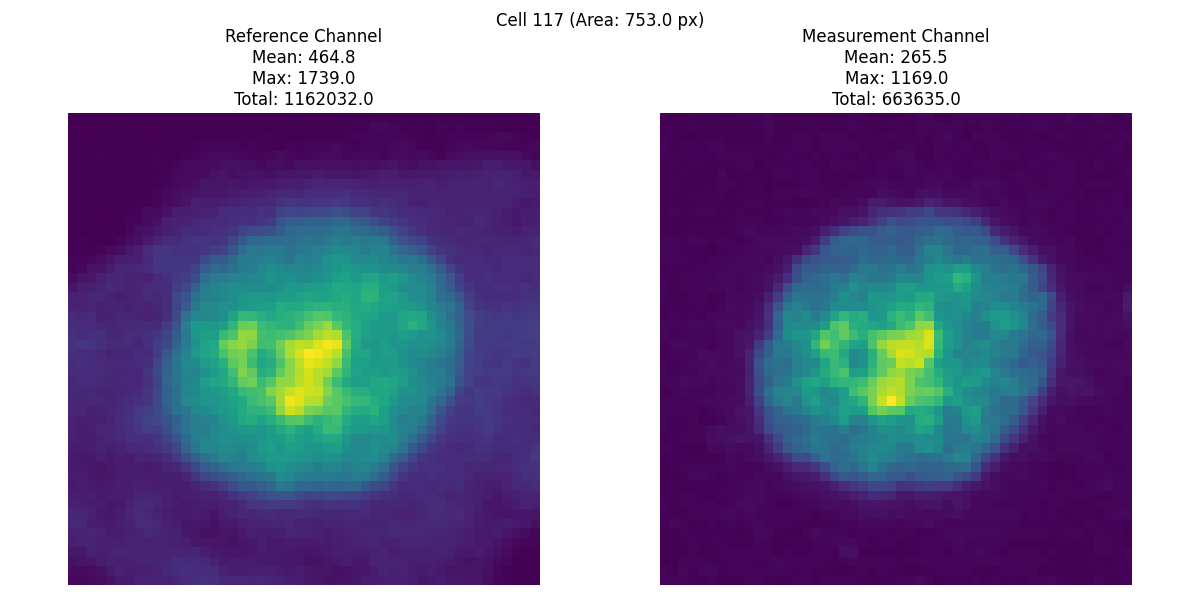 Cell 117 (Area: 753.0 px)
Reference Channel
Mean: 464.8
Max: 1739.0
Total: 1162032.0
Measurement Channel
Mean: 265.5
Max: 1169.0
Total: 663635.0